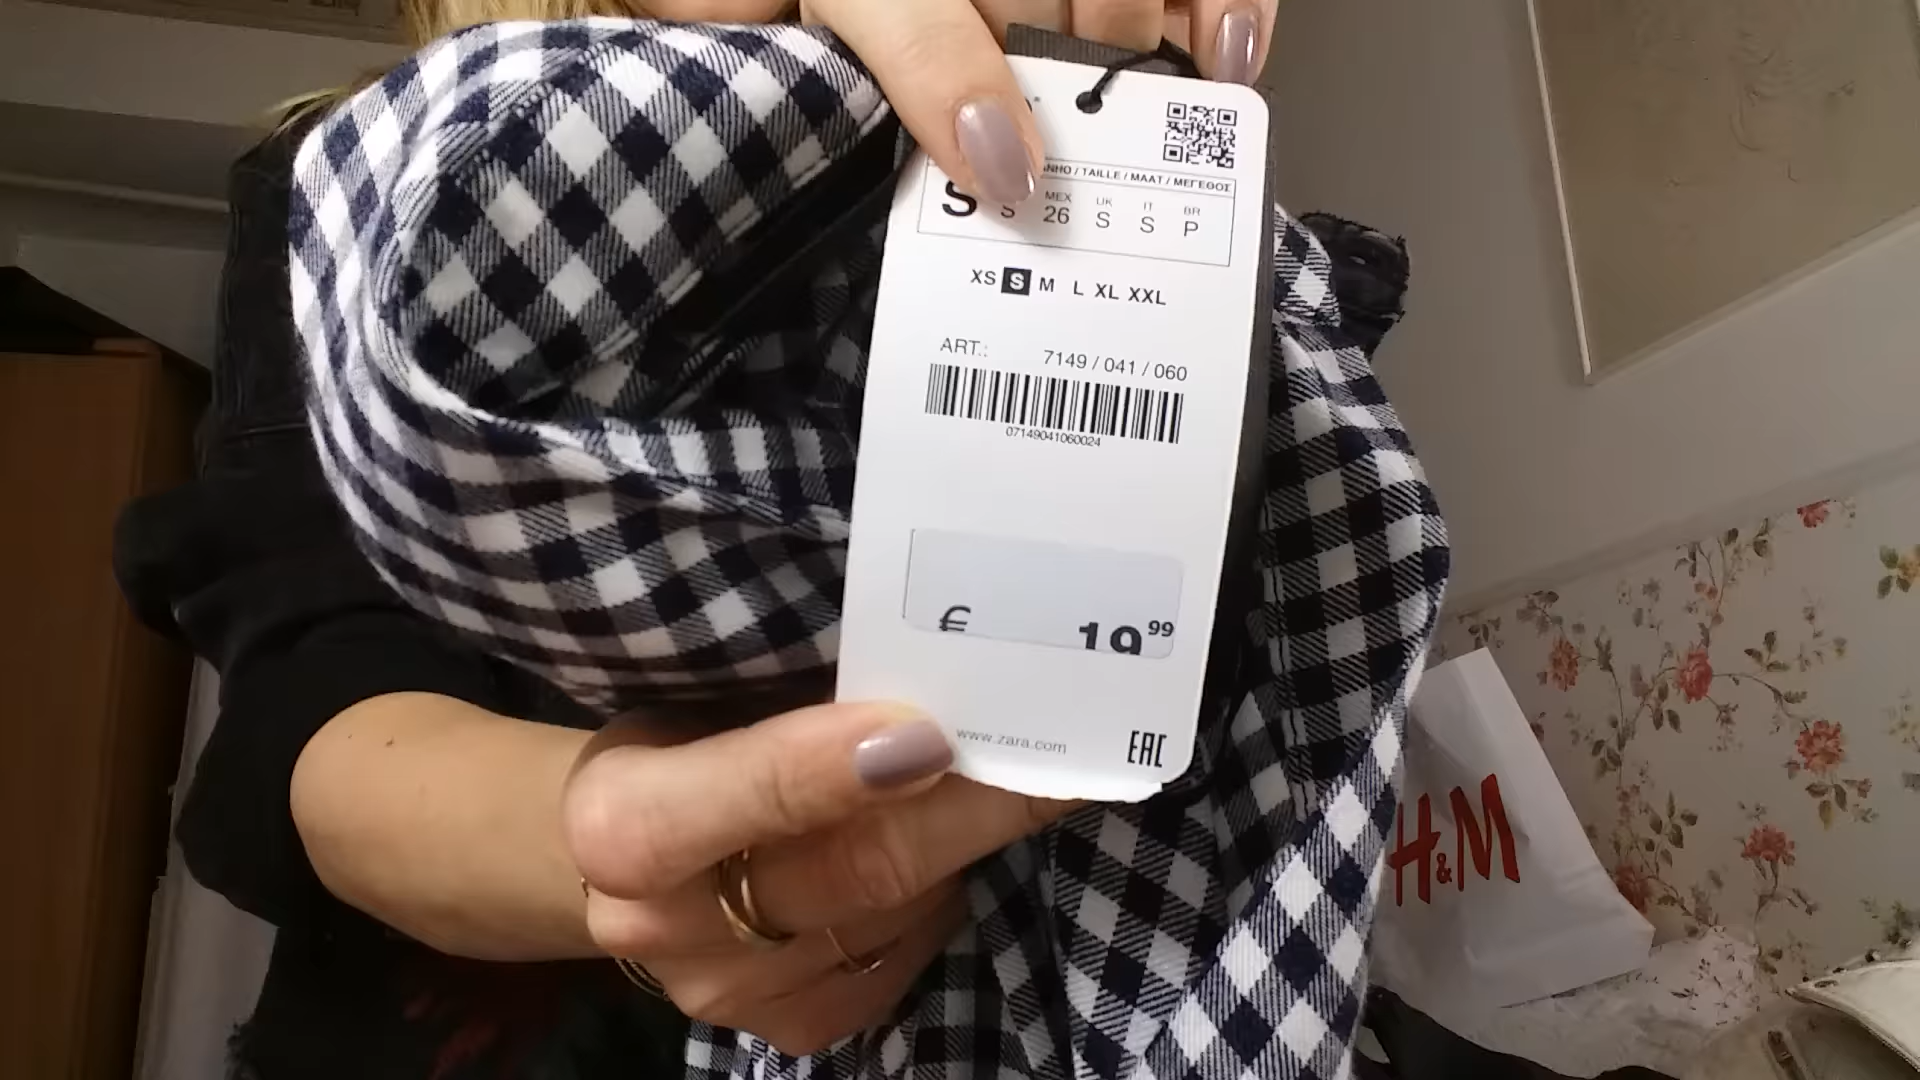 ANHO / TAILLE / MAAT / ΜΕΓΕΘΟΣ
MEX UK IT BR
S S 26 S S P
XS S M L XL XXL
ART.: 7149 / 041 / 060
07149041060024
€ 19 99
www.zara.com EAC
H&M